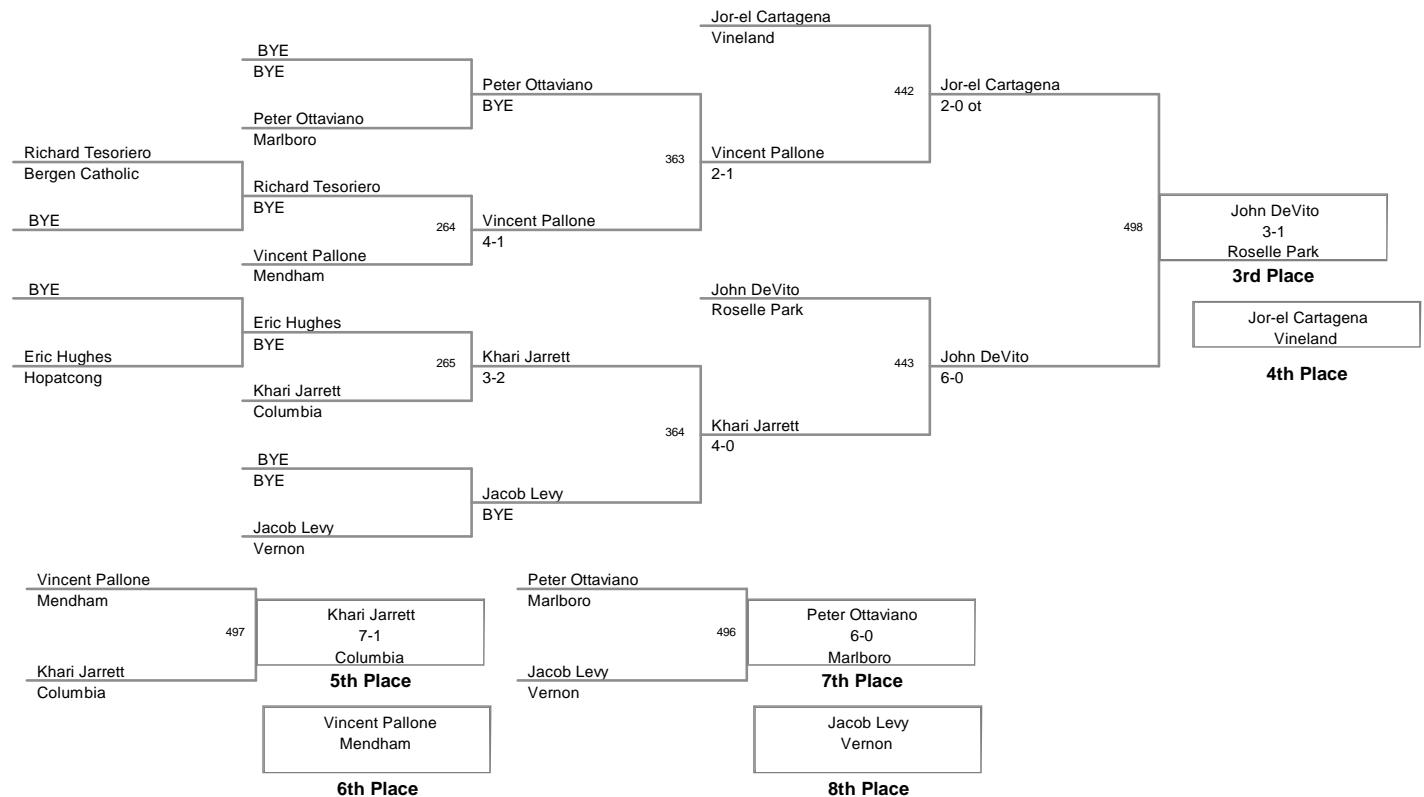 Jor-el Cartagena
Vineland
BYE
BYE
Peter Ottaviano
BYE
442
Jor-el Cartagena
2-0 ot
Peter Ottaviano
Marlboro
Richard Tesoriero
Bergen Catholic
363
Vincent Pallone
2-1
Richard Tesoriero
BYE
BYE
264
Vincent Pallone
4-1
498
John DeVito
3-1
Roselle Park
3rd Place
Vincent Pallone
Mendham
BYE
John DeVito
Roselle Park
Jor-el Cartagena
Vineland
4th Place
Eric Hughes
BYE
Eric Hughes
Hopatcong
265
Khari Jarrett
3-2
443
John DeVito
6-0
Khari Jarrett
Columbia
364
Khari Jarrett
4-0
BYE
BYE
Jacob Levy
BYE
Jacob Levy
Vernon
Vincent Pallone
Mendham
497
Khari Jarrett
7-1
Columbia
5th Place
Khari Jarrett
Columbia
Vincent Pallone
Mendham
6th Place
Peter Ottaviano
Marlboro
496
Peter Ottaviano
6-0
Marlboro
7th Place
Jacob Levy
Vernon
Jacob Levy
Vernon
8th Place